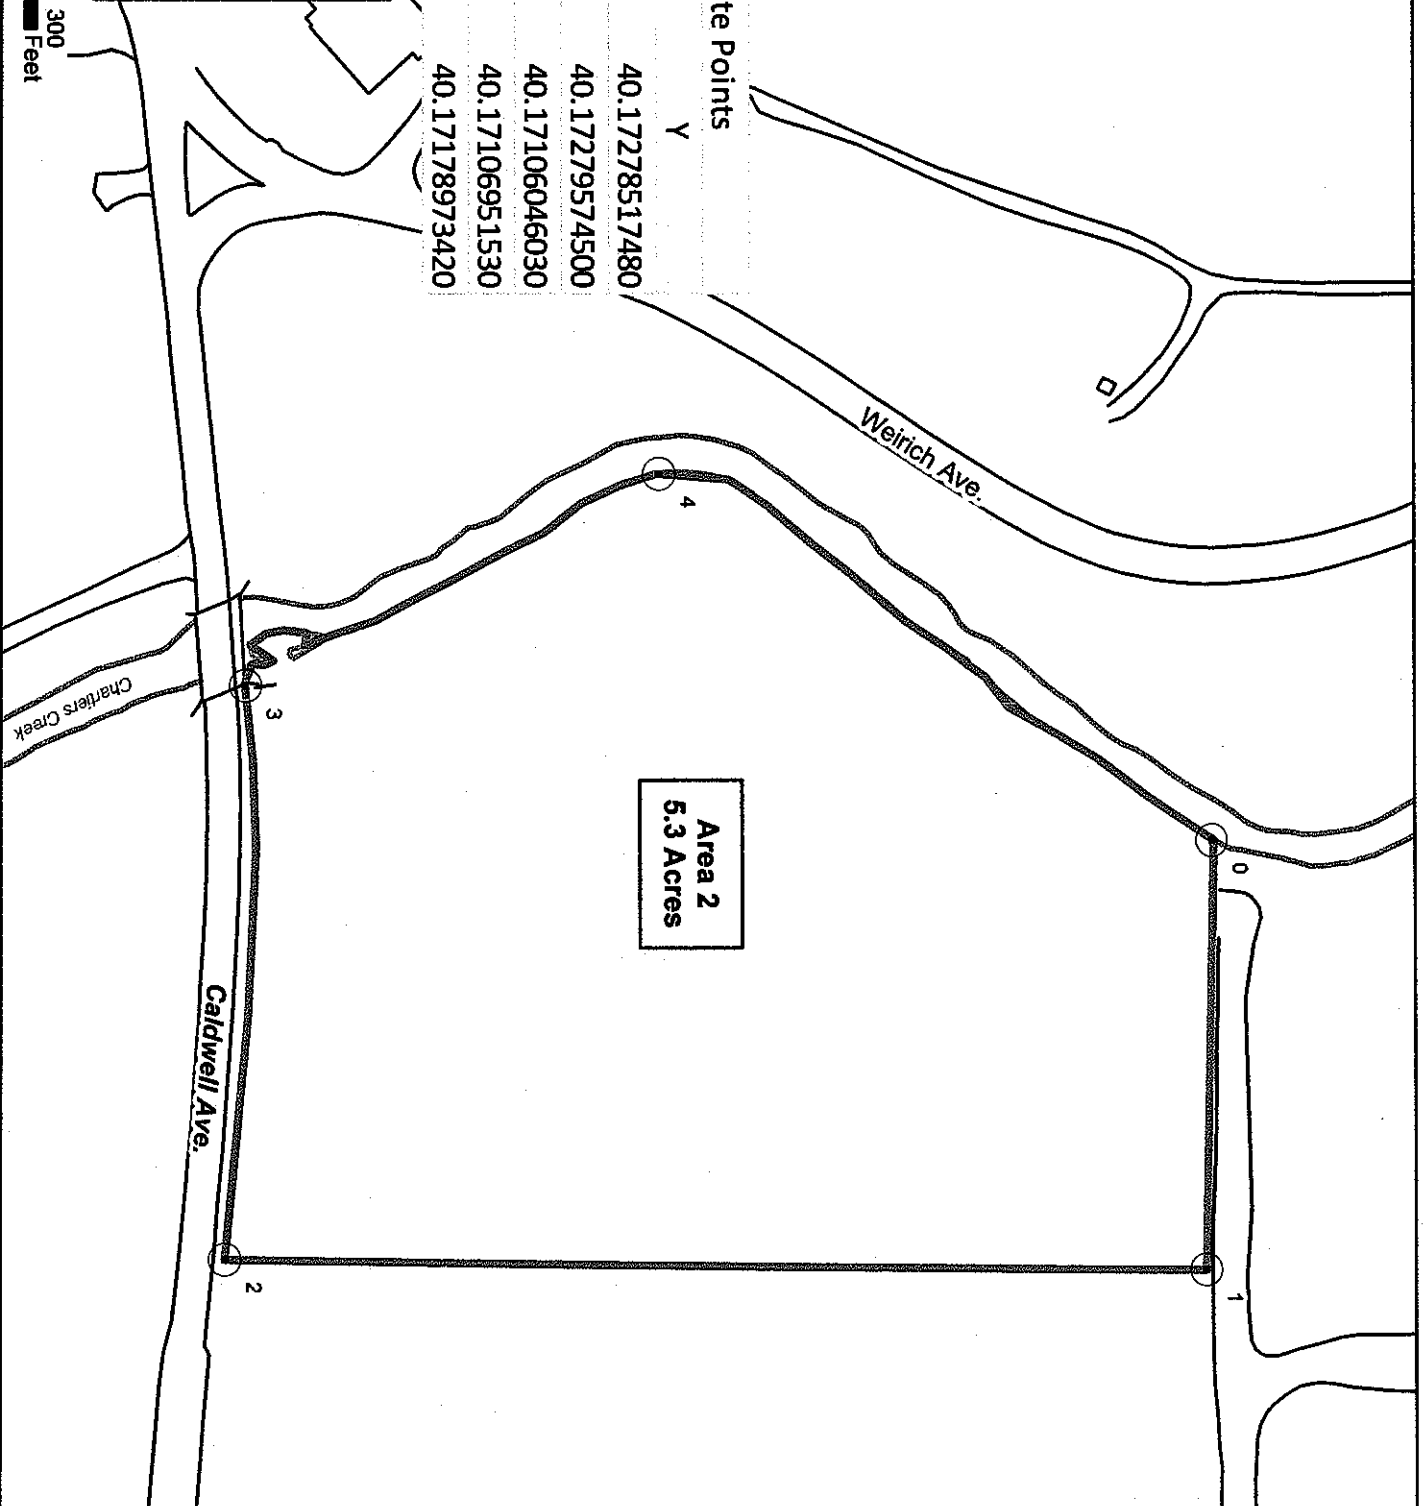 te Points
Y
40.17278517480
40.17279574500
40.17106046030
40.17106951530
40.17178973420
Weirich Ave.
0
1
4
Area 2
5.3 Acres
3
2
Chartiers Creek
Caldwell Ave.
300
Feet